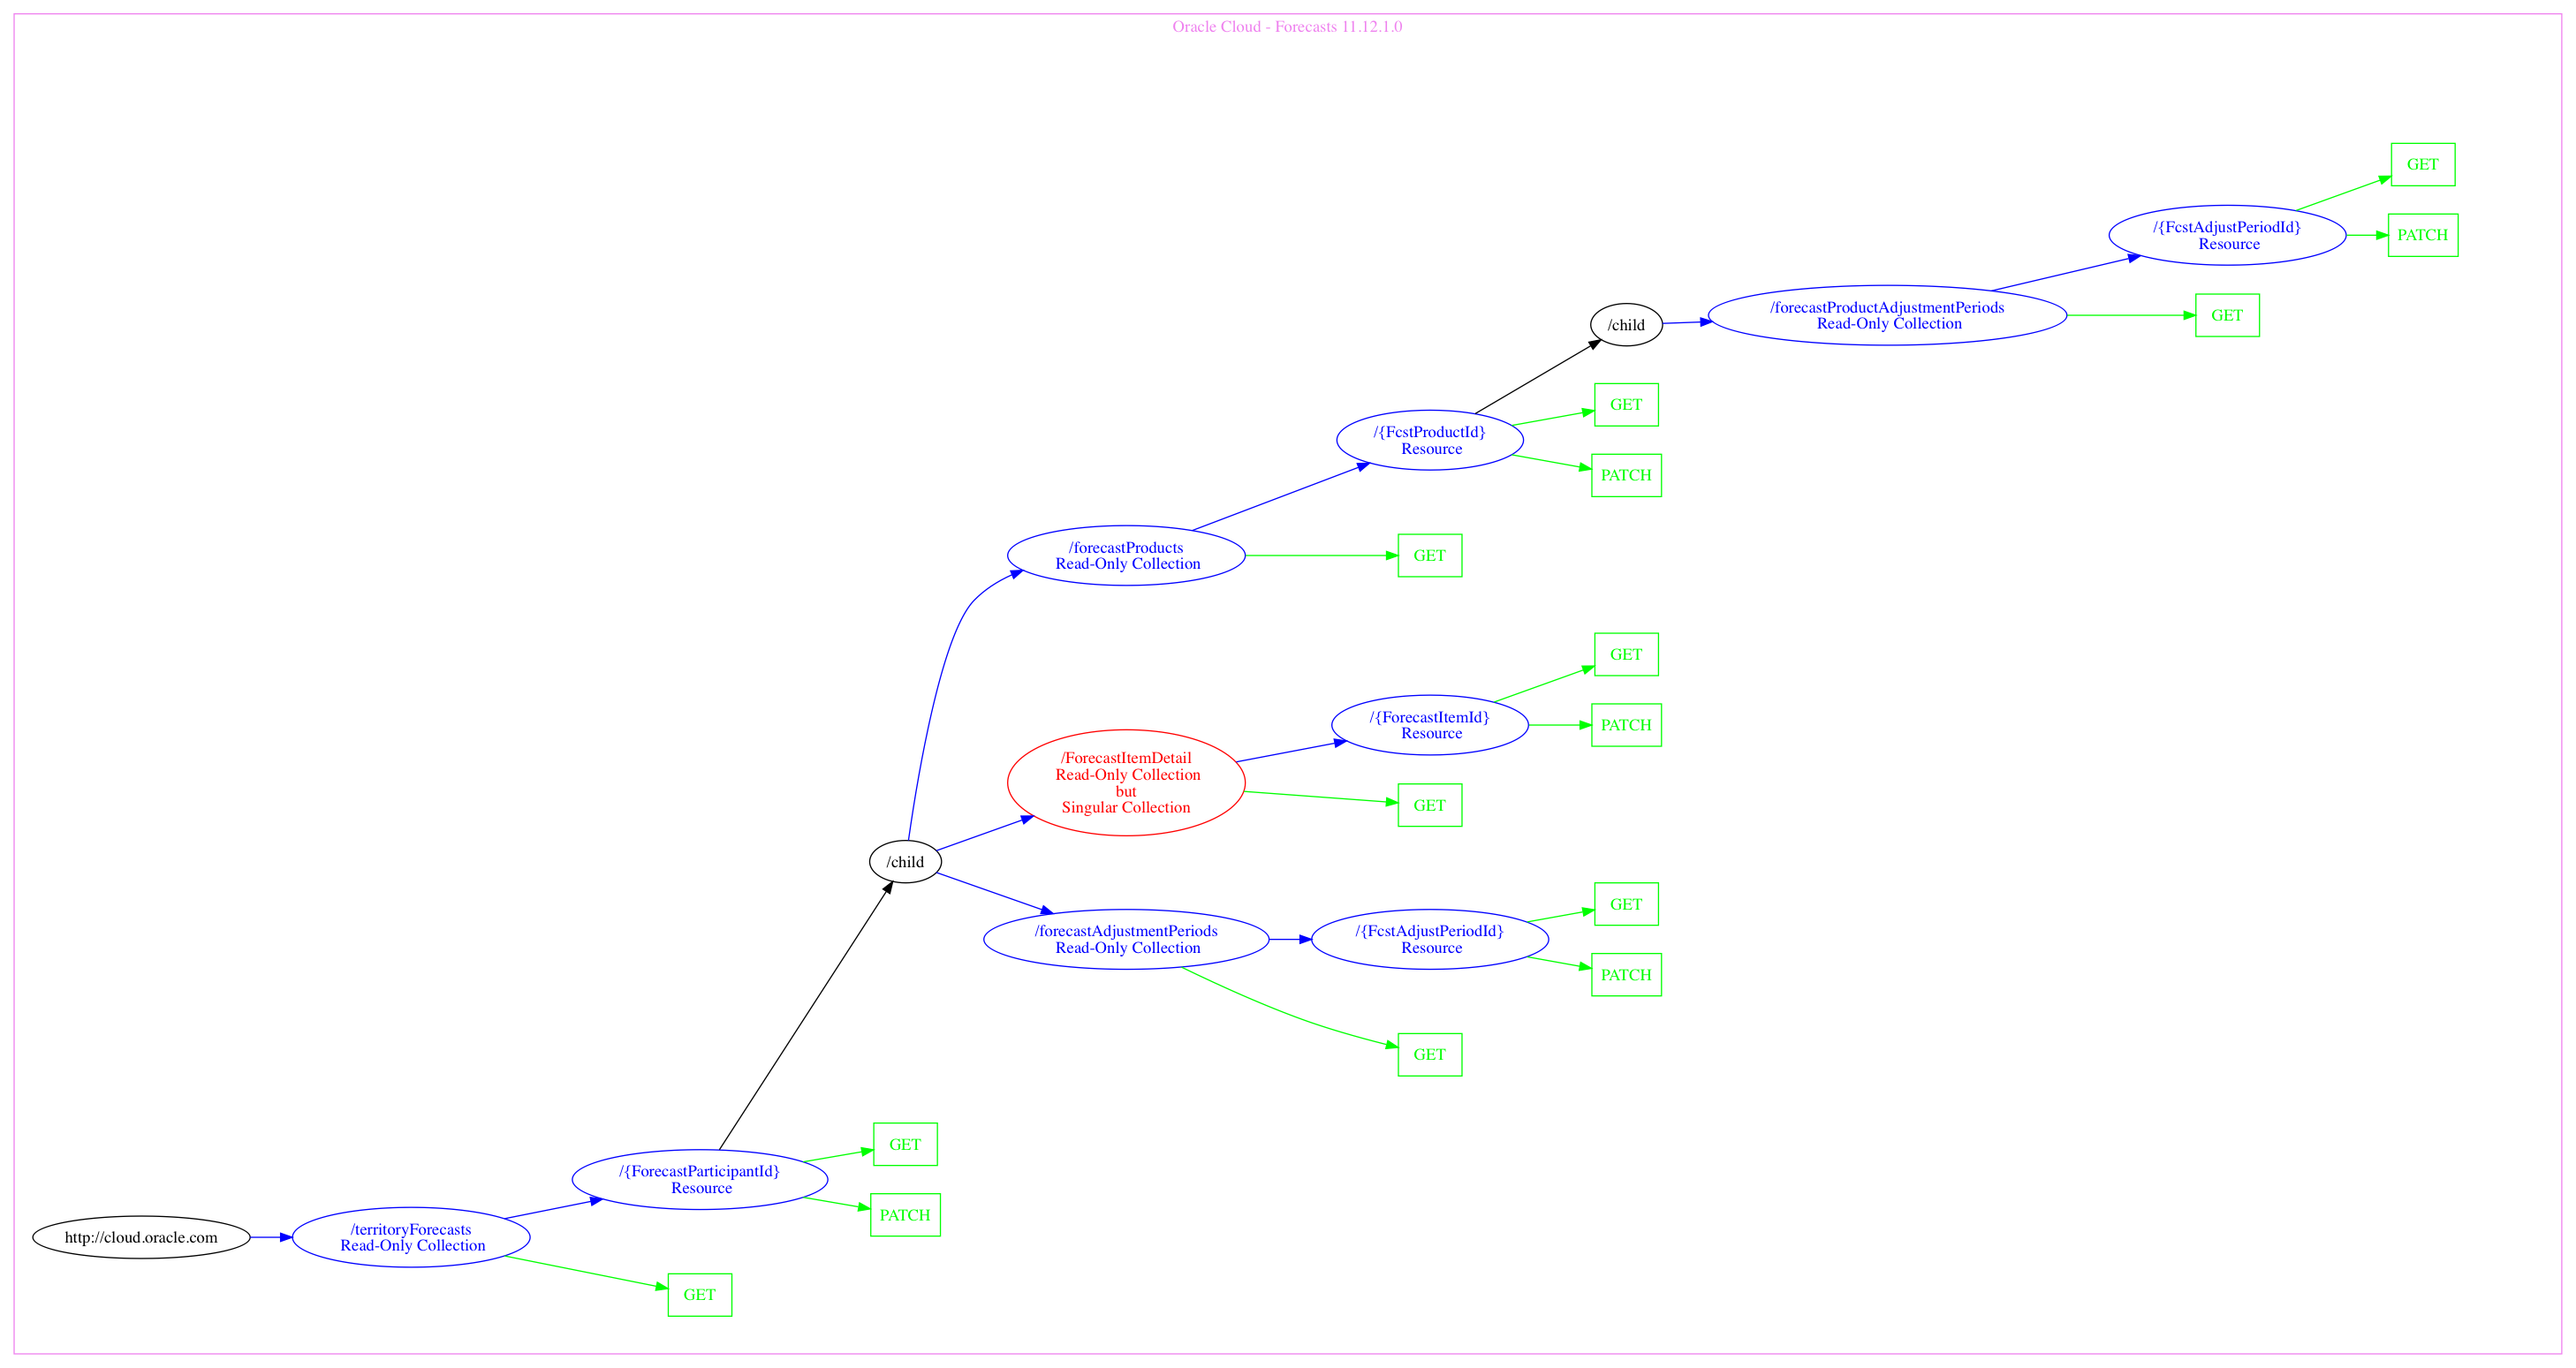 Oracle Cloud - Forecasts 11.12.1.0
GET
/{FcstAdjustPeriodId}
Resource
PATCH
/forecastProductAdjustmentPeriods
Read-Only Collection
GET
/child
GET
/{FcstProductId}
Resource
PATCH
/forecastProducts
Read-Only Collection
GET
GET
/{ForecastItemId}
Resource
PATCH
/ForecastItemDetail
Read-Only Collection
but
Singular Collection
GET
/child
GET
/forecastAdjustmentPeriods
Read-Only Collection
/{FcstAdjustPeriodId}
Resource
PATCH
GET
GET
/{ForecastParticipantId}
Resource
PATCH
http://cloud.oracle.com
/territoryForecasts
Read-Only Collection
GET